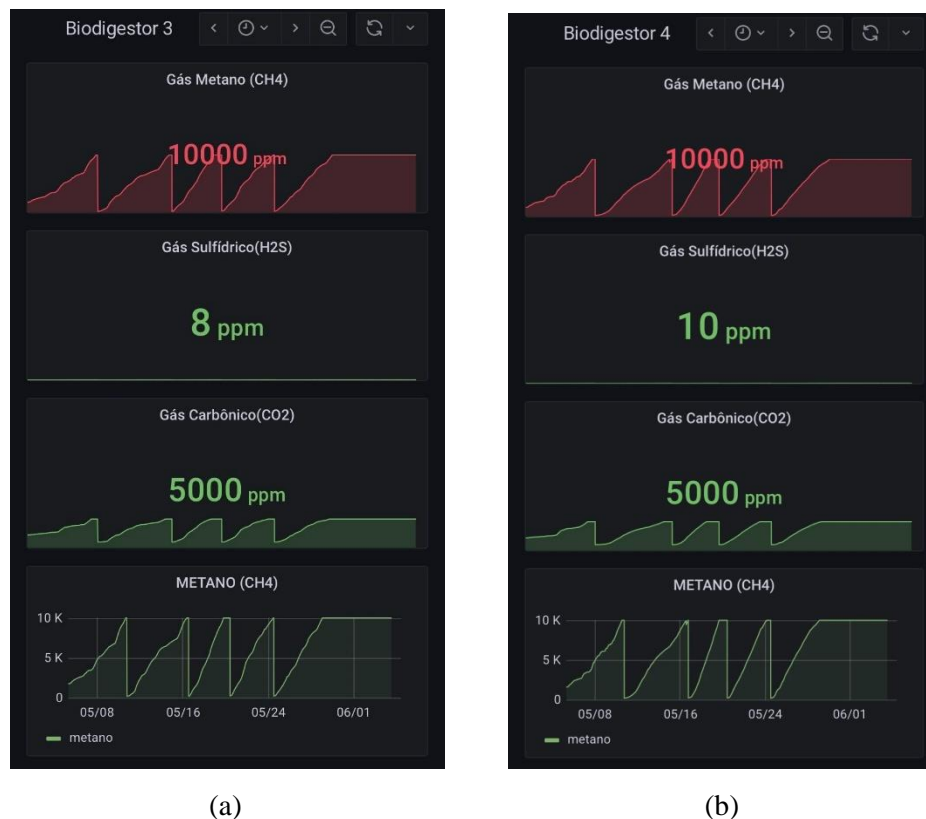 Biodigestor 3
Gás Metano (CH4)
10000 ppm
Gás Sulfídrico(H2S)
8 ppm
Gás Carbônico(CO2)
5000 ppm
METANO (CH4)
10 K
5 K
0
05/08 05/16 05/24 06/01
metano
(a)
Biodigestor 4
Gás Metano (CH4)
10000 ppm
Gás Sulfídrico(H2S)
10 ppm
Gás Carbônico(CO2)
5000 ppm
METANO (CH4)
10 K
5 K
0
05/08 05/16 05/24 06/01
metano
(b)